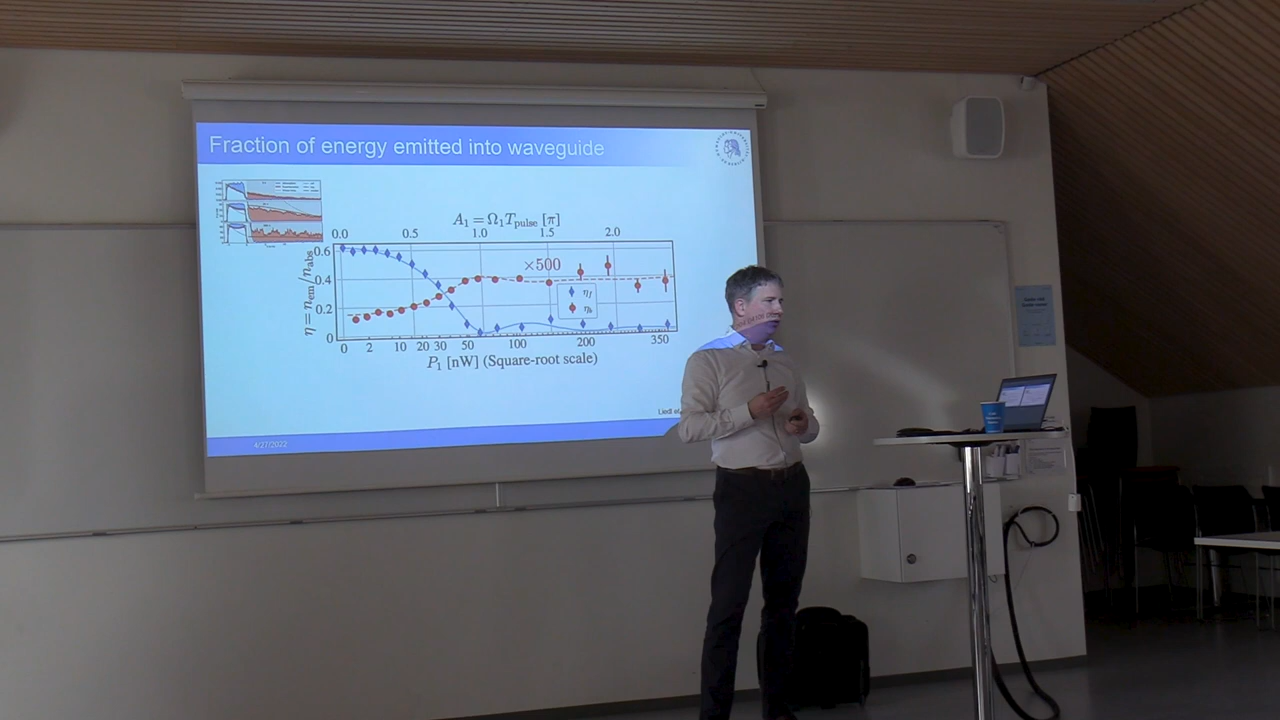 Fraction of energy emitted into waveguide
A₁ = Ω₁T_pulse [π]
0.0 0.5 1.0 1.5 2.0
η = n_em/n_abs
0.6
0.4
0.2
0
×500
η_f
η_b
0 2 10 20 30 50 100 200 350
P₁ [nW] (Square-root scale)
Liedl
4/27/2022